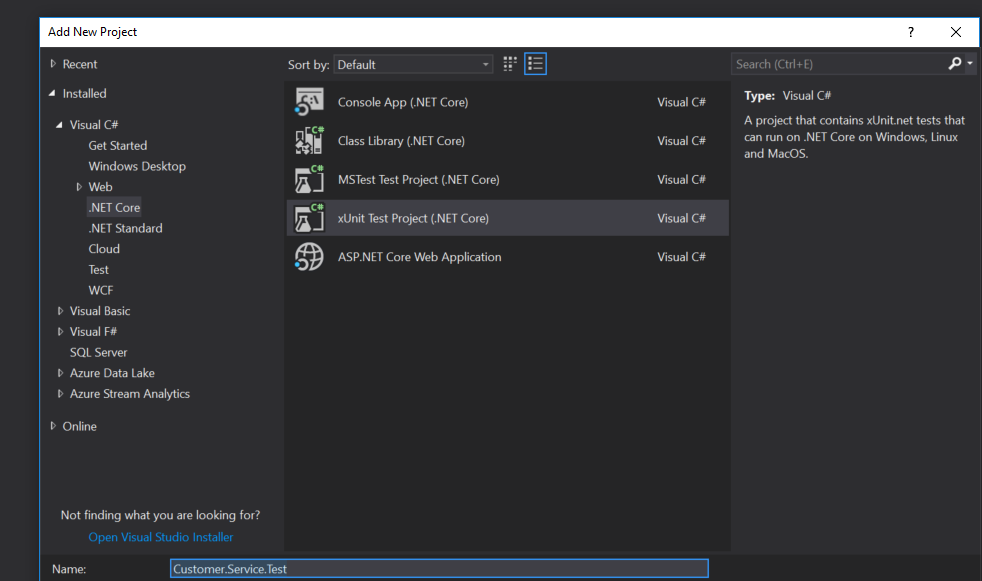 Add New Project
?
Recent
Installed
Visual C#
Get Started
Windows Desktop
Web
.NET Core
.NET Standard
Cloud
Test
WCF
Visual Basic
Visual F#
SQL Server
Azure Data Lake
Azure Stream Analytics
Online
Not finding what you are looking for?
Open Visual Studio Installer
Sort by: Default
Console App (.NET Core) Visual C#
Class Library (.NET Core) Visual C#
MSTest Test Project (.NET Core) Visual C#
xUnit Test Project (.NET Core) Visual C#
ASP.NET Core Web Application Visual C#
Search (Ctrl+E)
Type: Visual C#
A project that contains xUnit.net tests that
can run on .NET Core on Windows, Linux
and MacOS.
Name: Customer.Service.Test